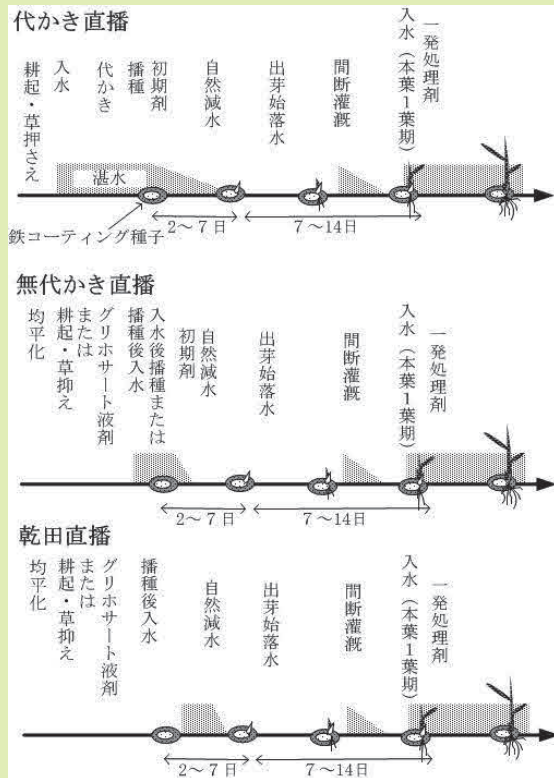 代かき直播
耕起・草押さえ
入水
代かき
播種
初期剤
自然減水
出芽始落水
間断灌漑
入水（本葉1葉期）
一発処理剤
湛水
鉄コーティング種子
2～7日
7～14日
無代かき直播
均平化
耕起・草抑え
または
グリホサート液剤
播種後入水
入水後播種または
初期剤
自然減水
出芽始落水
間断灌漑
入水（本葉1葉期）
一発処理剤
2～7日
7～14日
乾田直播
均平化
耕起・草抑え
または
グリホサート液剤
播種後入水
自然減水
出芽始落水
間断灌漑
入水（本葉1葉期）
一発処理剤
2～7日
7～14日